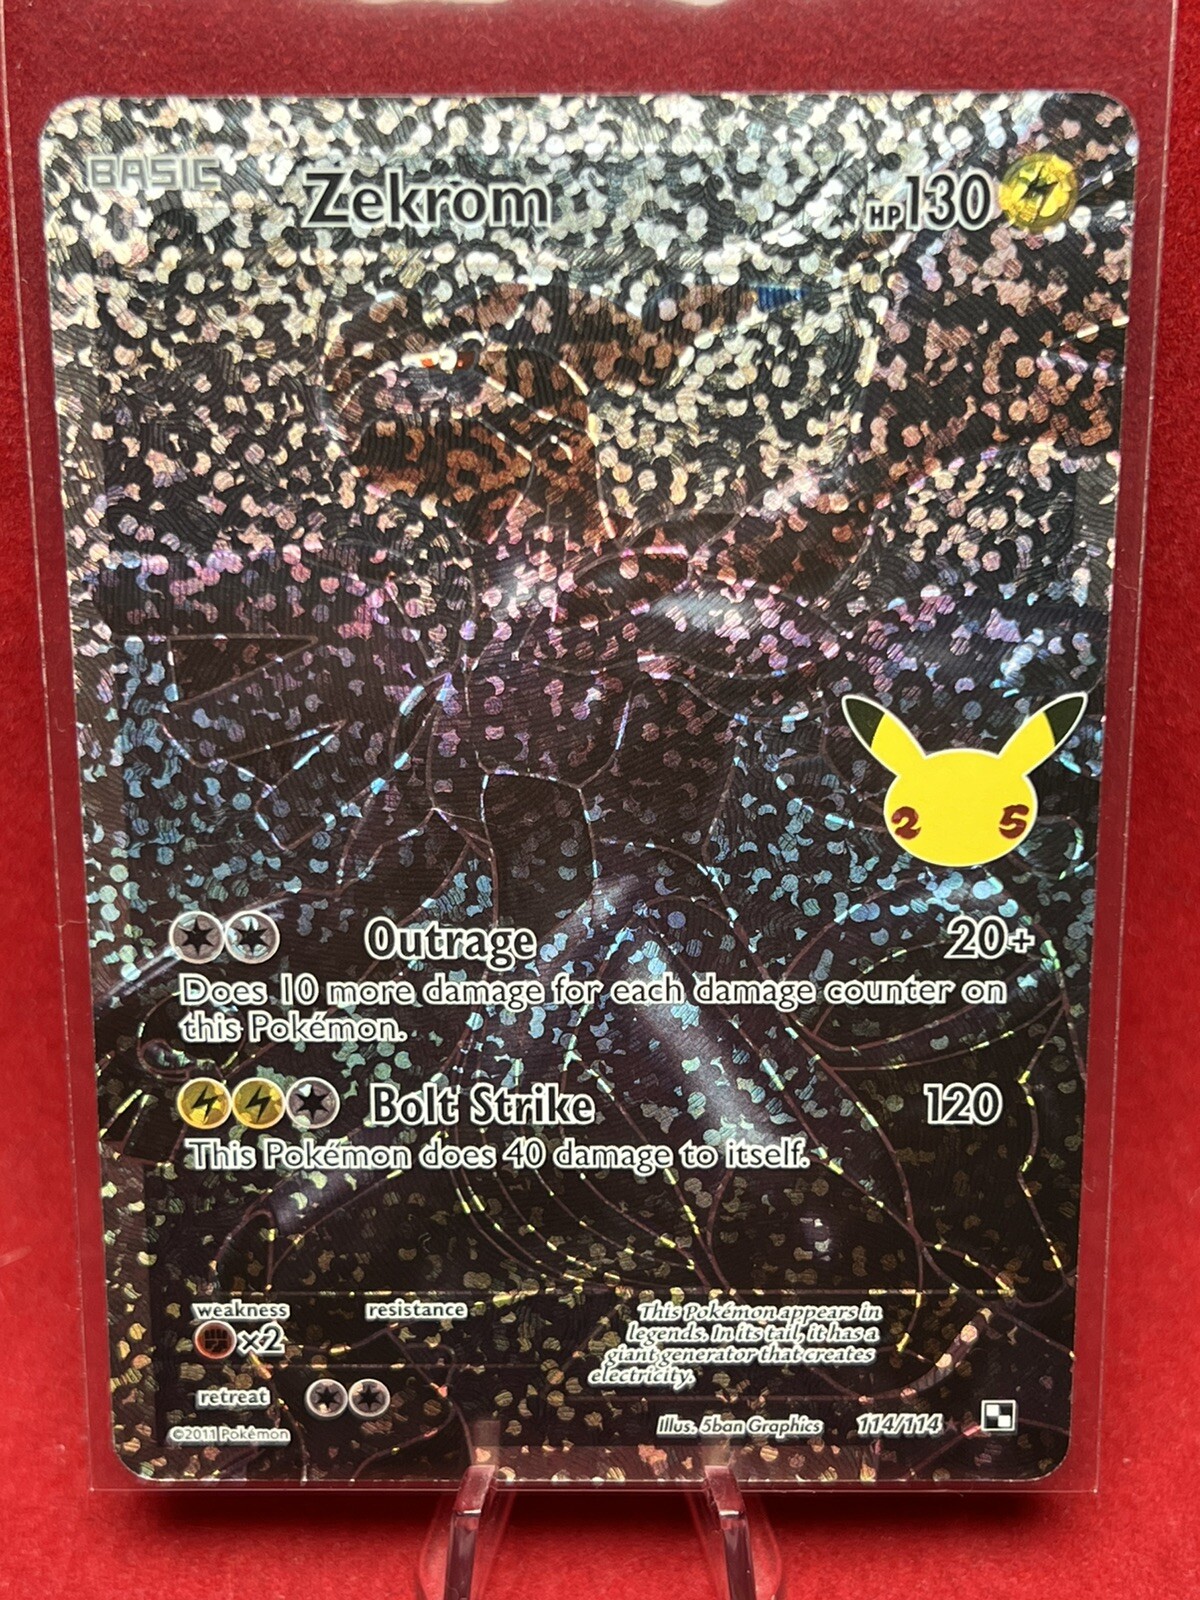 BASIC
Zekrom
HP130
2 5
Outrage 20+
Does 10 more damage for each damage counter on
this Pokémon.
Bolt Strike 120
This Pokémon does 40 damage to itself.
weakness
×2
resistance
retreat
This Pokémon appears in
legends. In its tail, it has a
giant generator that creates
electricity.
©2011 Pokémon
Illus. 5ban Graphics 114/114